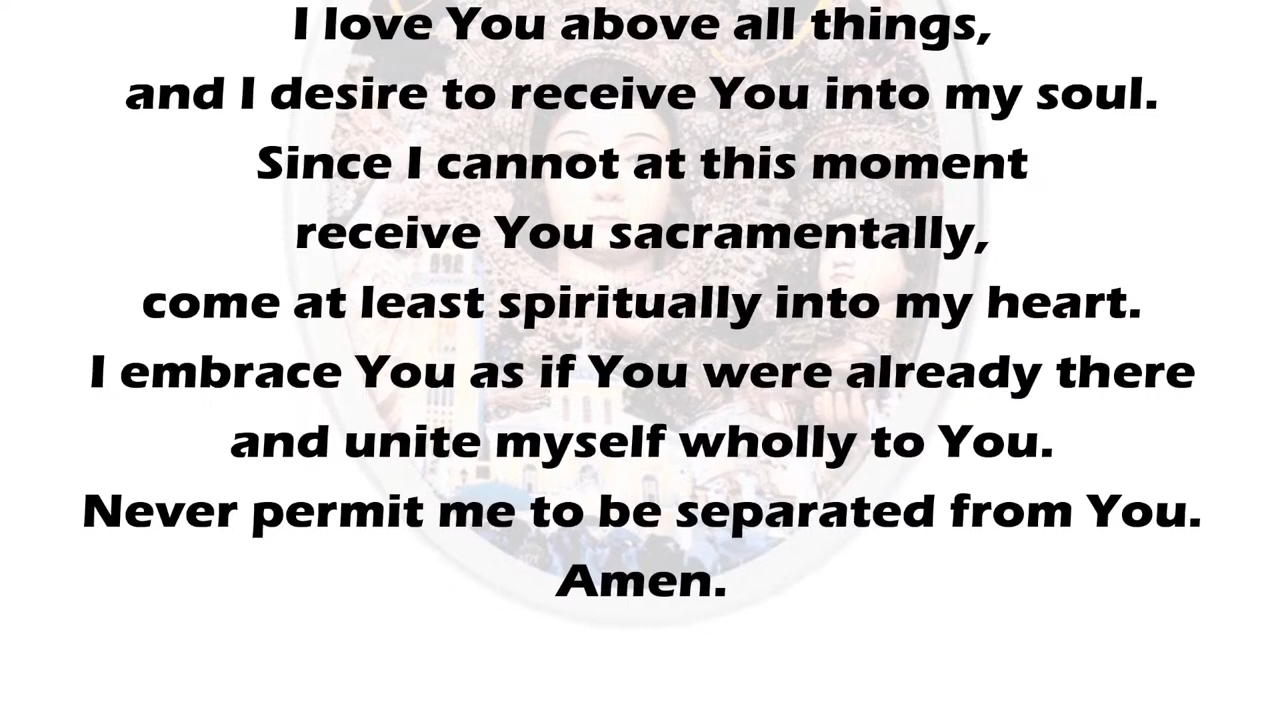 I love You above all things,
and I desire to receive You into my soul.
Since I cannot at this moment
receive You sacramentally,
come at least spiritually into my heart.
I embrace You as if You were already there
and unite myself wholly to You.
Never permit me to be separated from You.
Amen.